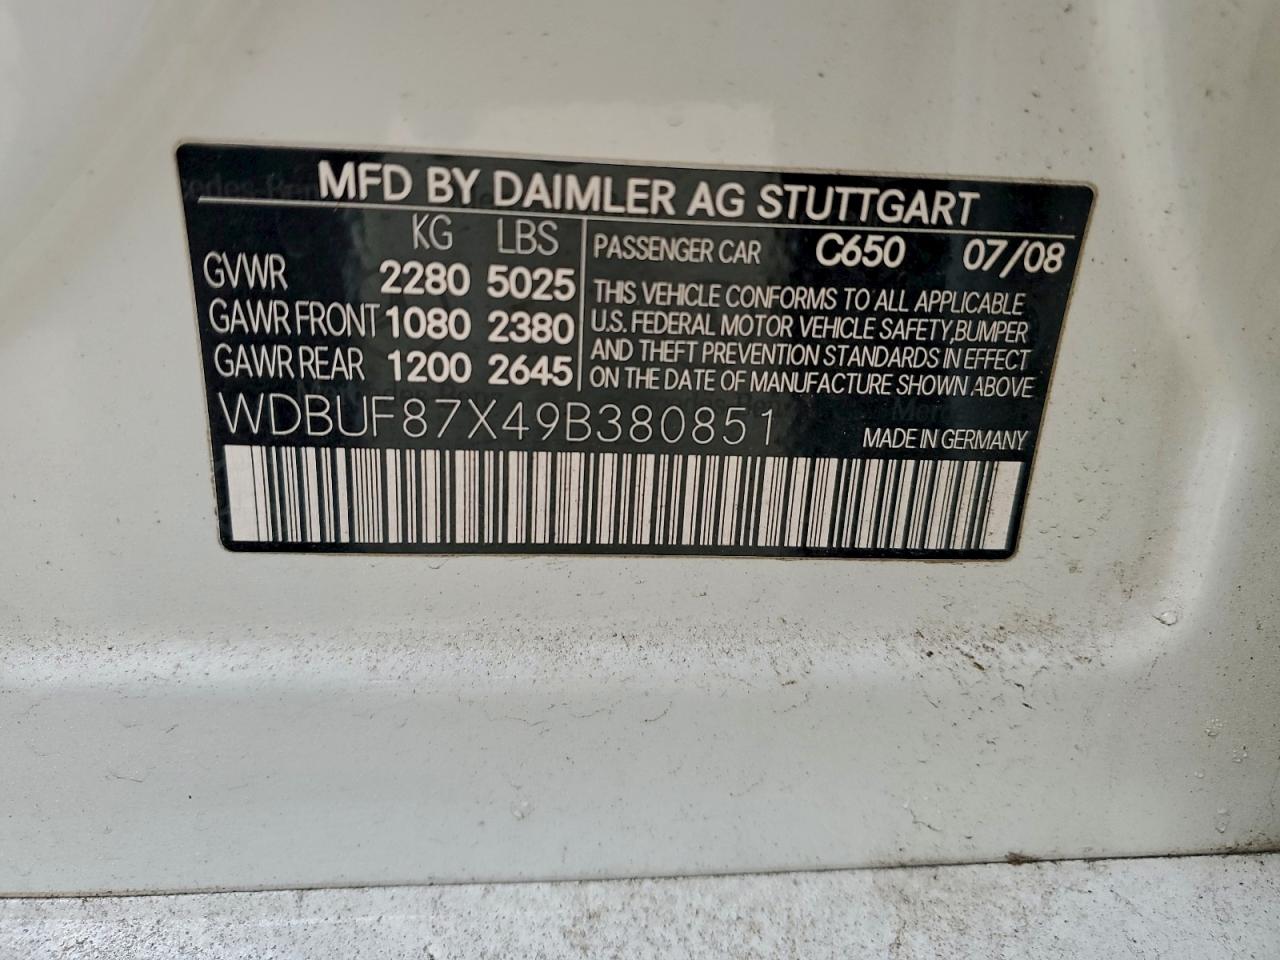 MFD BY DAIMLER AG STUTTGART
KG LBS
GVWR 2280 5025
GAWR FRONT 1080 2380
GAWR REAR 1200 2645
PASSENGER CAR C650 07/08
THIS VEHICLE CONFORMS TO ALL APPLICABLE
U.S. FEDERAL MOTOR VEHICLE SAFETY,BUMPER
AND THEFT PREVENTION STANDARDS IN EFFECT
ON THE DATE OF MANUFACTURE SHOWN ABOVE
WDBUF87X49B380851
MADE IN GERMANY